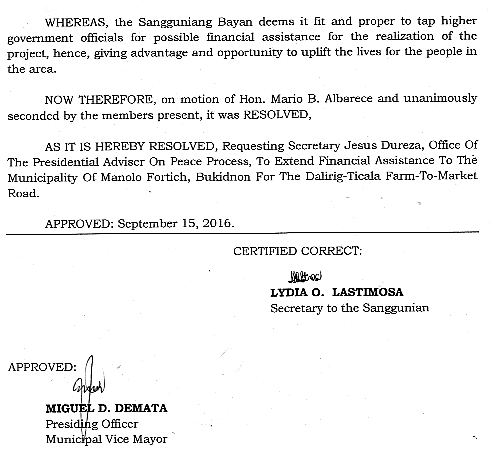 WHEREAS, the Sangguniang Bayan deems it fit and proper to tap higher
government officials for possible financial assistance for the realization of the
project, hence, giving advantage and opportunity to uplift the lives for the people in
the area.
NOW THEREFORE, on motion of Hon. Mario B. Albarece and unanimously
seconded by the members present, it was RESOLVED,
AS IT IS HEREBY RESOLVED, Requesting Secretary Jesus Dureza, Office Of
The Presidential Adviser On Peace Process, To Extend Financial Assistance To The
Municipality Of Manolo Fortich, Bukidnon For The Dalirig-Ticala Farm-To-Market
Road.
APPROVED: September 15, 2016.
CERTIFIED CORRECT:
LYDIA O. LASTIMOSA
Secretary to the Sanggunian
APPROVED:
MIGUEL D. DEMATA
Presiding Officer
Municipal Vice Mayor